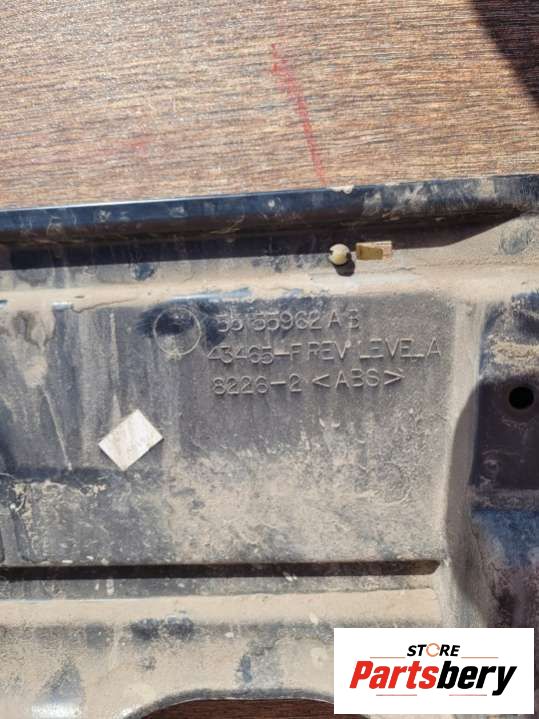 55155962AB
43465-F REV LEVEL A
8226-2 <ABS>
STORE
Partsbery